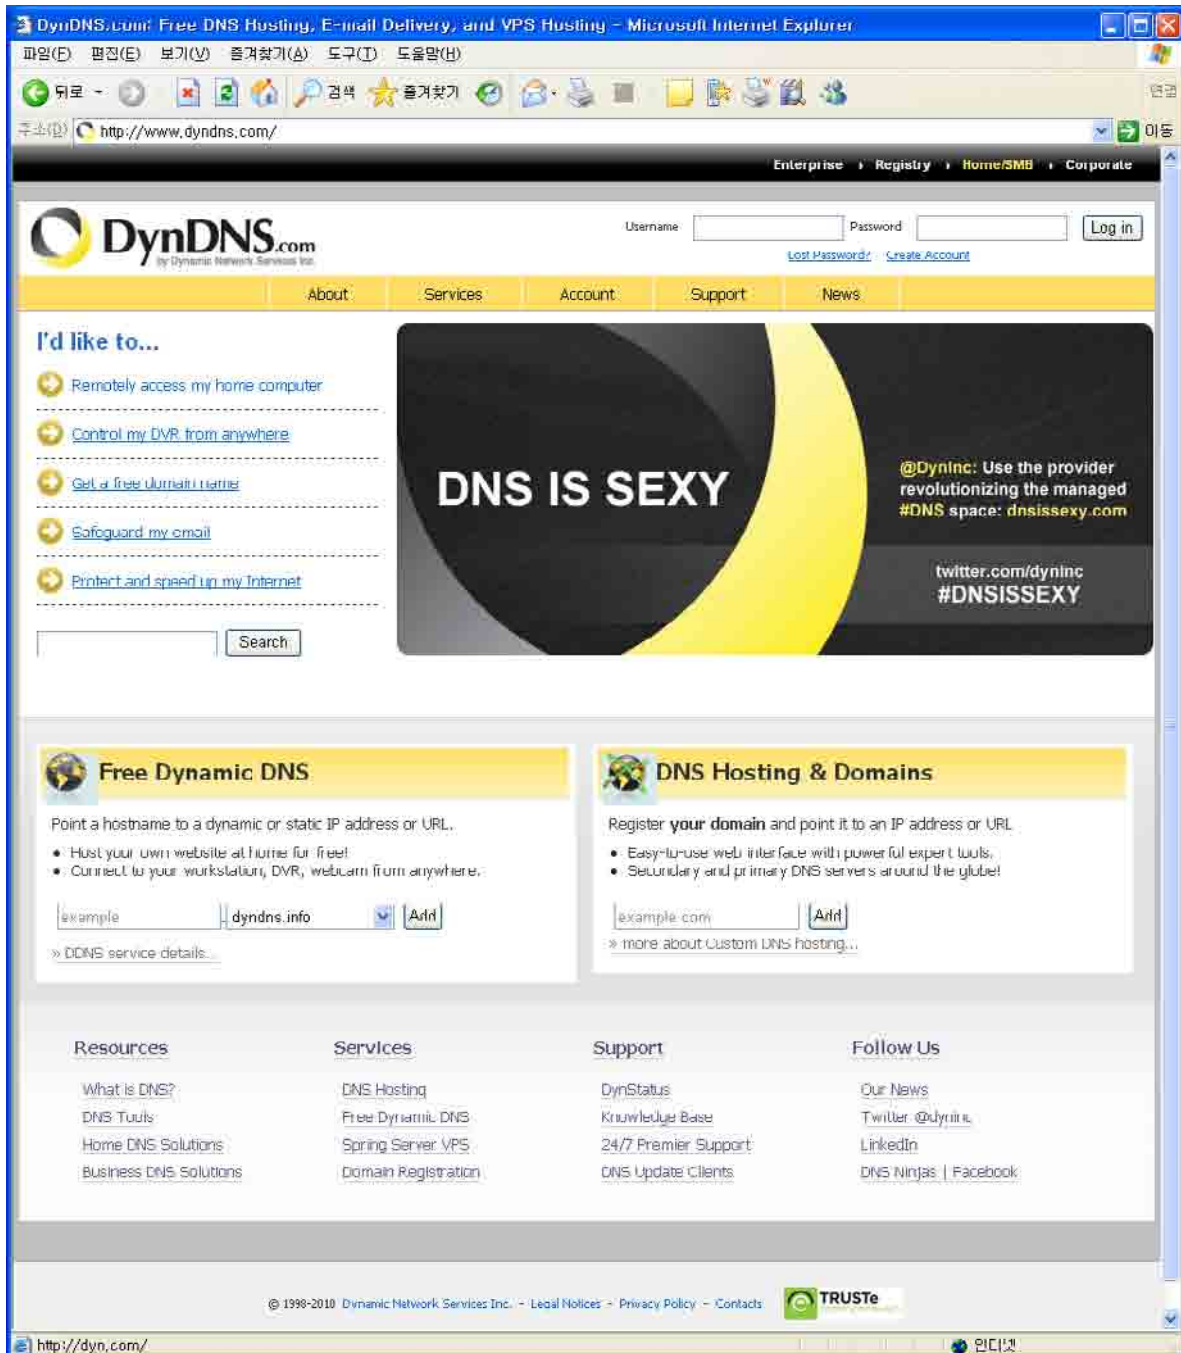 DynDNS.com: Free DNS Hosting, E-mail Delivery, and VPS Hosting - Microsoft Internet Explorer
파일(F) 편집(E) 보기(V) 즐겨찾기(A) 도구(T) 도움말(H)
뒤로 검색 즐겨찾기 연결
주소(D) http://www.dyndns.com/ 이동
Enterprise Registry Home/SMB Corporate
DynDNS.com
by Dynamic Network Services Inc.
Username Password Log in
Lost Password? Create Account
About Services Account Support News
I'd like to...
Remotely access my home computer
Control my DVR from anywhere
Get a free domain name
Safeguard my email
Protect and speed up my Internet
Search
DNS IS SEXY
@DynInc: Use the provider
revolutionizing the managed
#DNS space: dnsissexy.com
twitter.com/dyninc
#DNSISSEXY
Free Dynamic DNS
Point a hostname to a dynamic or static IP address or URL.
• Host your own website at home for free!
• Connect to your workstation, DVR, webcam from anywhere.
example . dyndns.info Add
» DDNS service details...
DNS Hosting & Domains
Register your domain and point it to an IP address or URL
• Easy-to-use web interface with powerful expert tools.
• Secondary and primary DNS servers around the globe!
example.com Add
» more about Custom DNS hosting...
Resources
What is DNS?
DNS Tools
Home DNS Solutions
Business DNS Solutions
Services
DNS Hosting
Free Dynamic DNS
Spring Server VPS
Domain Registration
Support
DynStatus
Knowledge Base
24/7 Premier Support
DNS Update Clients
Follow Us
Our News
Twitter @dyninc
LinkedIn
DNS Ninjas | Facebook
© 1998-2010 Dynamic Network Services Inc. - Legal Notices - Privacy Policy - Contacts
TRUSTe
http://dyn.com/ 인터넷